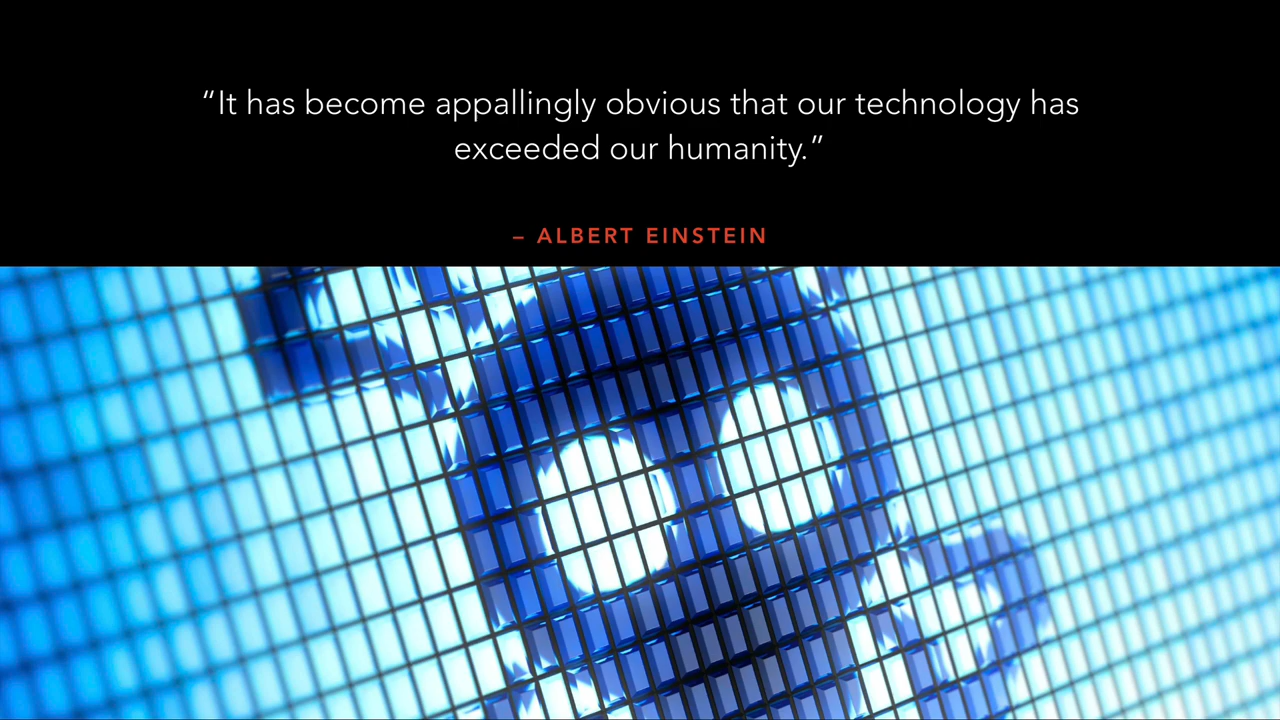 “It has become appallingly obvious that our technology has
exceeded our humanity.”
– ALBERT EINSTEIN